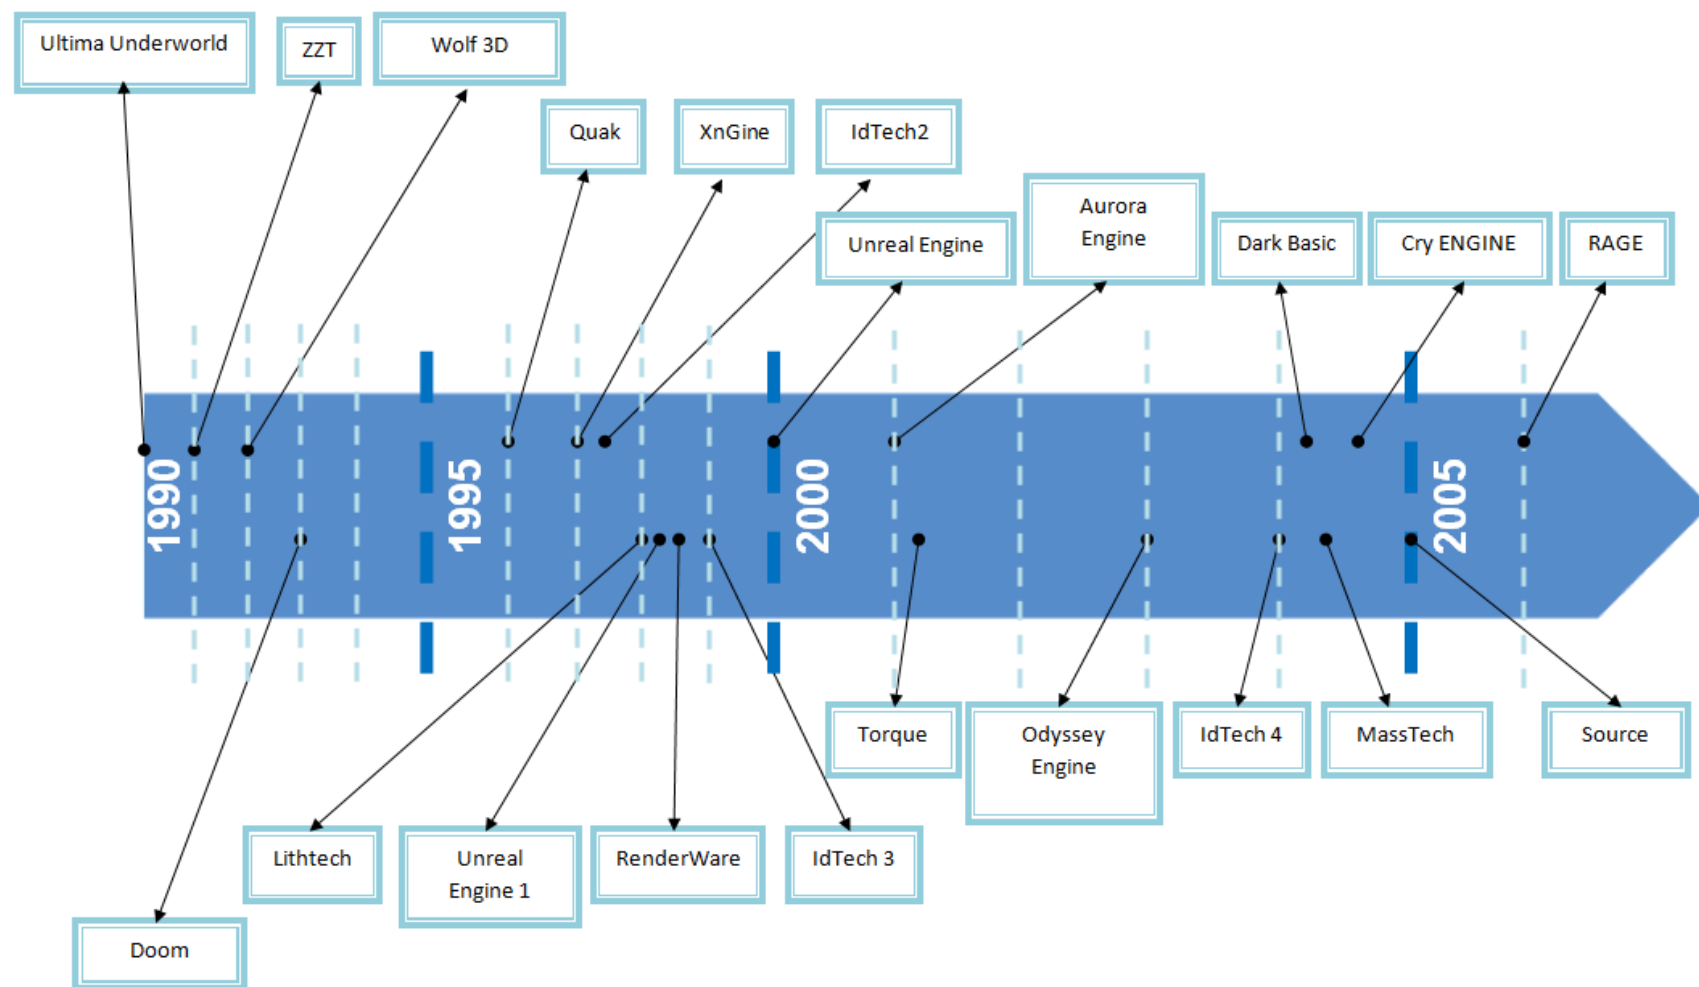 Ultima Underworld
ZZT
Wolf 3D
Quak
XnGine
IdTech2
Unreal Engine
Aurora
Engine
Dark Basic
Cry ENGINE
RAGE
1990
1995
2000
2005
Torque
Odyssey
Engine
IdTech 4
MassTech
Source
Lithtech
Unreal
Engine 1
RenderWare
IdTech 3
Doom